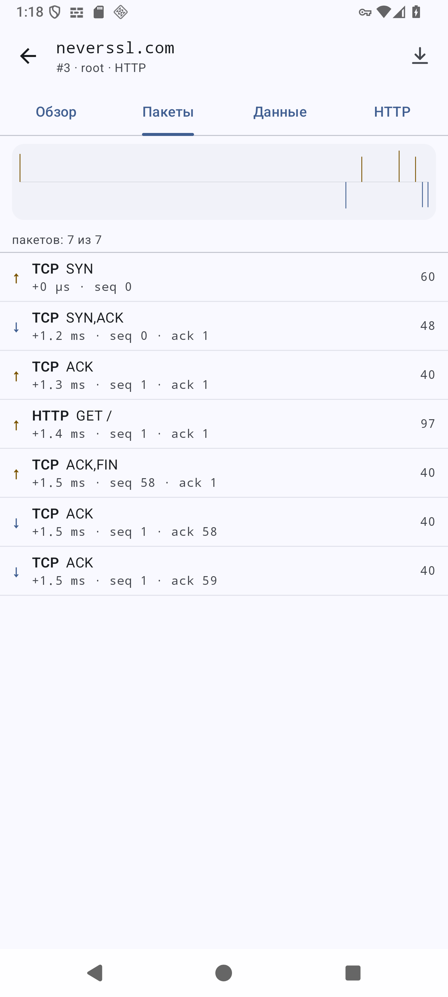 1:18
neverssl.com
#3 · root · HTTP
Обзор
Пакеты
Данные
HTTP
пакетов: 7 из 7
↑ TCP SYN 60
+0 µs · seq 0
↓ TCP SYN,ACK 48
+1.2 ms · seq 0 · ack 1
↑ TCP ACK 40
+1.3 ms · seq 1 · ack 1
↑ HTTP GET / 97
+1.4 ms · seq 1 · ack 1
↑ TCP ACK,FIN 40
+1.5 ms · seq 58 · ack 1
↓ TCP ACK 40
+1.5 ms · seq 1 · ack 58
↓ TCP ACK 40
+1.5 ms · seq 1 · ack 59